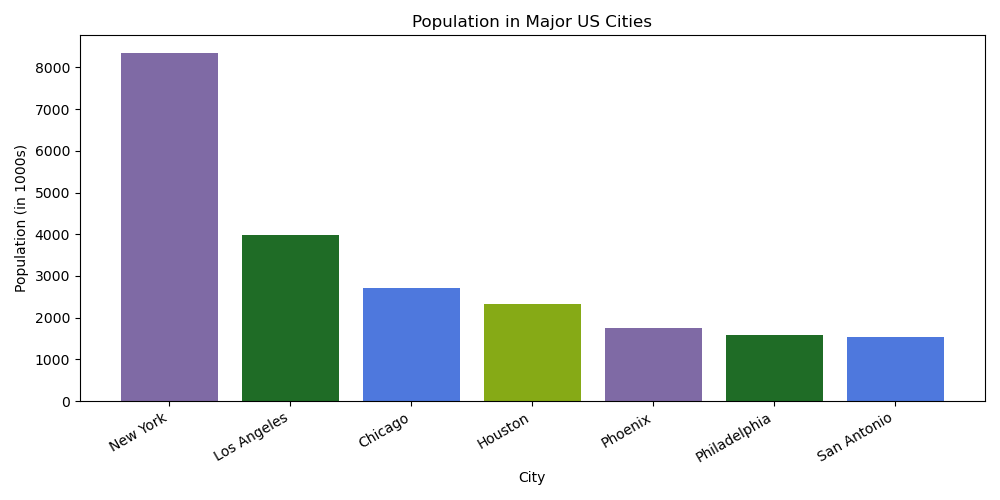 Population in Major US Cities
Population (in 1000s)
8000
7000
6000
5000
4000
3000
2000
1000
0
New York
Los Angeles
Chicago
Houston
Phoenix
Philadelphia
San Antonio
City